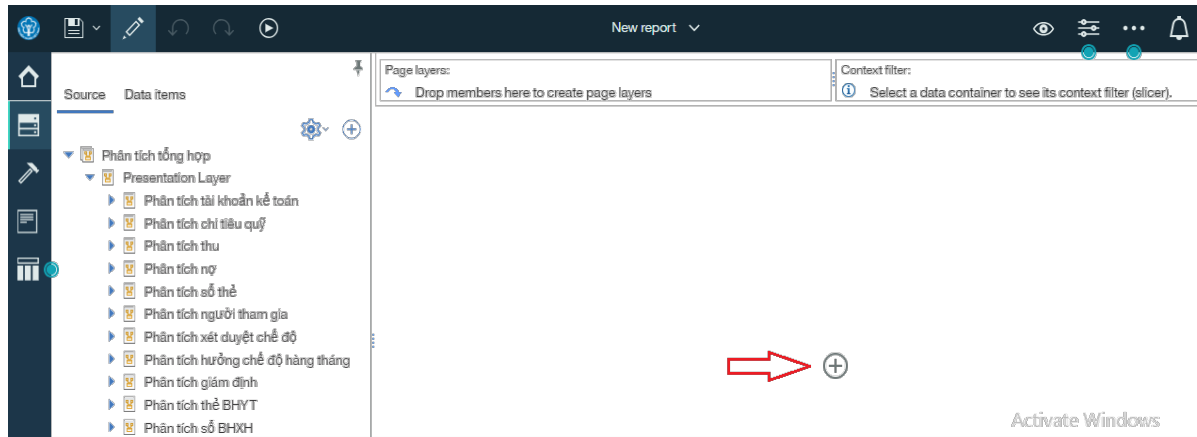 New report
Page layers:
Drop members here to create page layers
Context filter:
Select a data container to see its context filter (slicer).
Source Data items
Phân tích tổng hợp
Presentation Layer
Phân tích tài khoản kế toán
Phân tích chi tiêu quỹ
Phân tích thu
Phân tích nợ
Phân tích sổ thẻ
Phân tích người tham gia
Phân tích xét duyệt chế độ
Phân tích hưởng chế độ hàng tháng
Phân tích giám định
Phân tích thẻ BHYT
Phân tích sổ BHXH
Activate Windows